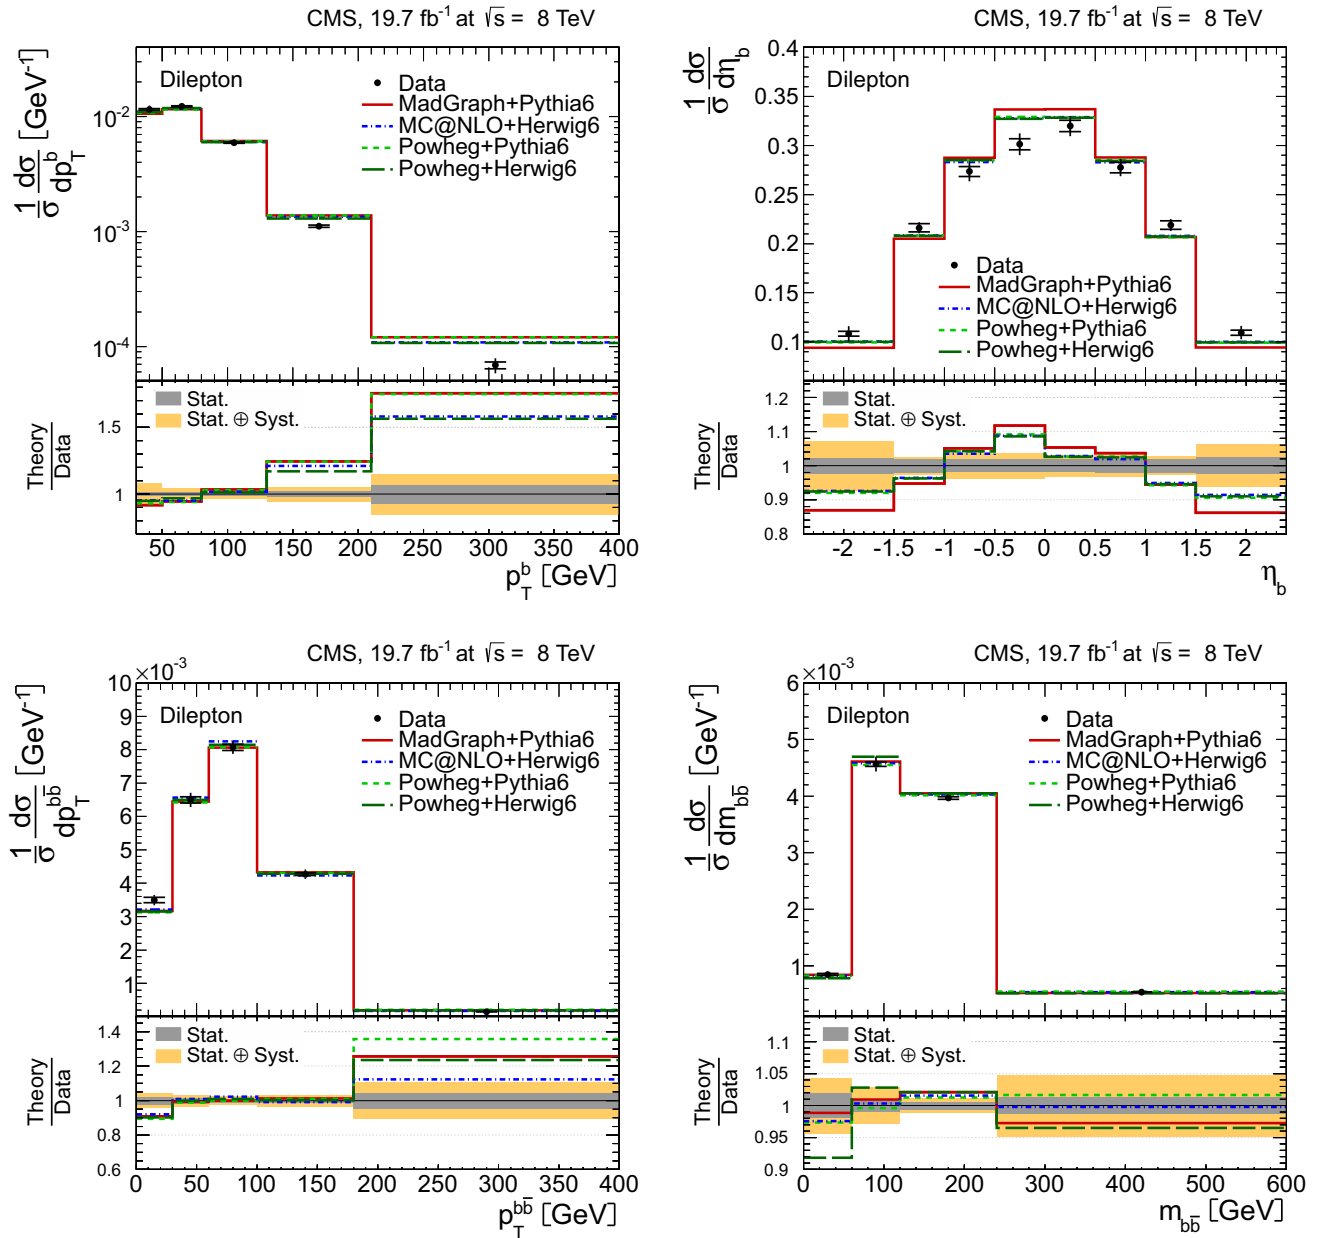 CMS, 19.7 fb⁻¹ at √s = 8 TeV
1/σ dσ/dp_T^b [GeV⁻¹]
Dilepton
Data
MadGraph+Pythia6
MC@NLO+Herwig6
Powheg+Pythia6
Powheg+Herwig6
10⁻²
10⁻³
10⁻⁴
Theory/Data
Stat.
Stat. ⊕ Syst.
1.5
1
50 100 150 200 250 300 350 400
p_T^b [GeV]
CMS, 19.7 fb⁻¹ at √s = 8 TeV
1/σ dσ/dη_b
Dilepton
0.4
0.35
0.3
0.25
0.2
0.15
0.1
Data
MadGraph+Pythia6
MC@NLO+Herwig6
Powheg+Pythia6
Powheg+Herwig6
Theory/Data
Stat.
Stat. ⊕ Syst.
1.2
1.1
1
0.9
0.8
-2 -1.5 -1 -0.5 0 0.5 1 1.5 2
η_b
CMS, 19.7 fb⁻¹ at √s = 8 TeV
×10⁻³
1/σ dσ/dp_T^bb̄ [GeV⁻¹]
Dilepton
Data
MadGraph+Pythia6
MC@NLO+Herwig6
Powheg+Pythia6
Powheg+Herwig6
10
9
8
7
6
5
4
3
2
1
Theory/Data
Stat.
Stat. ⊕ Syst.
1.4
1.2
1.0
0.8
0.6
0 50 100 150 200 250 300 350 400
p_T^bb̄ [GeV]
CMS, 19.7 fb⁻¹ at √s = 8 TeV
×10⁻³
1/σ dσ/dm_bb̄ [GeV⁻¹]
Dilepton
Data
MadGraph+Pythia6
MC@NLO+Herwig6
Powheg+Pythia6
Powheg+Herwig6
6
5
4
3
2
1
Theory/Data
Stat.
Stat. ⊕ Syst.
1.1
1.05
1
0.95
0.9
0 100 200 300 400 500 600
m_bb̄ [GeV]